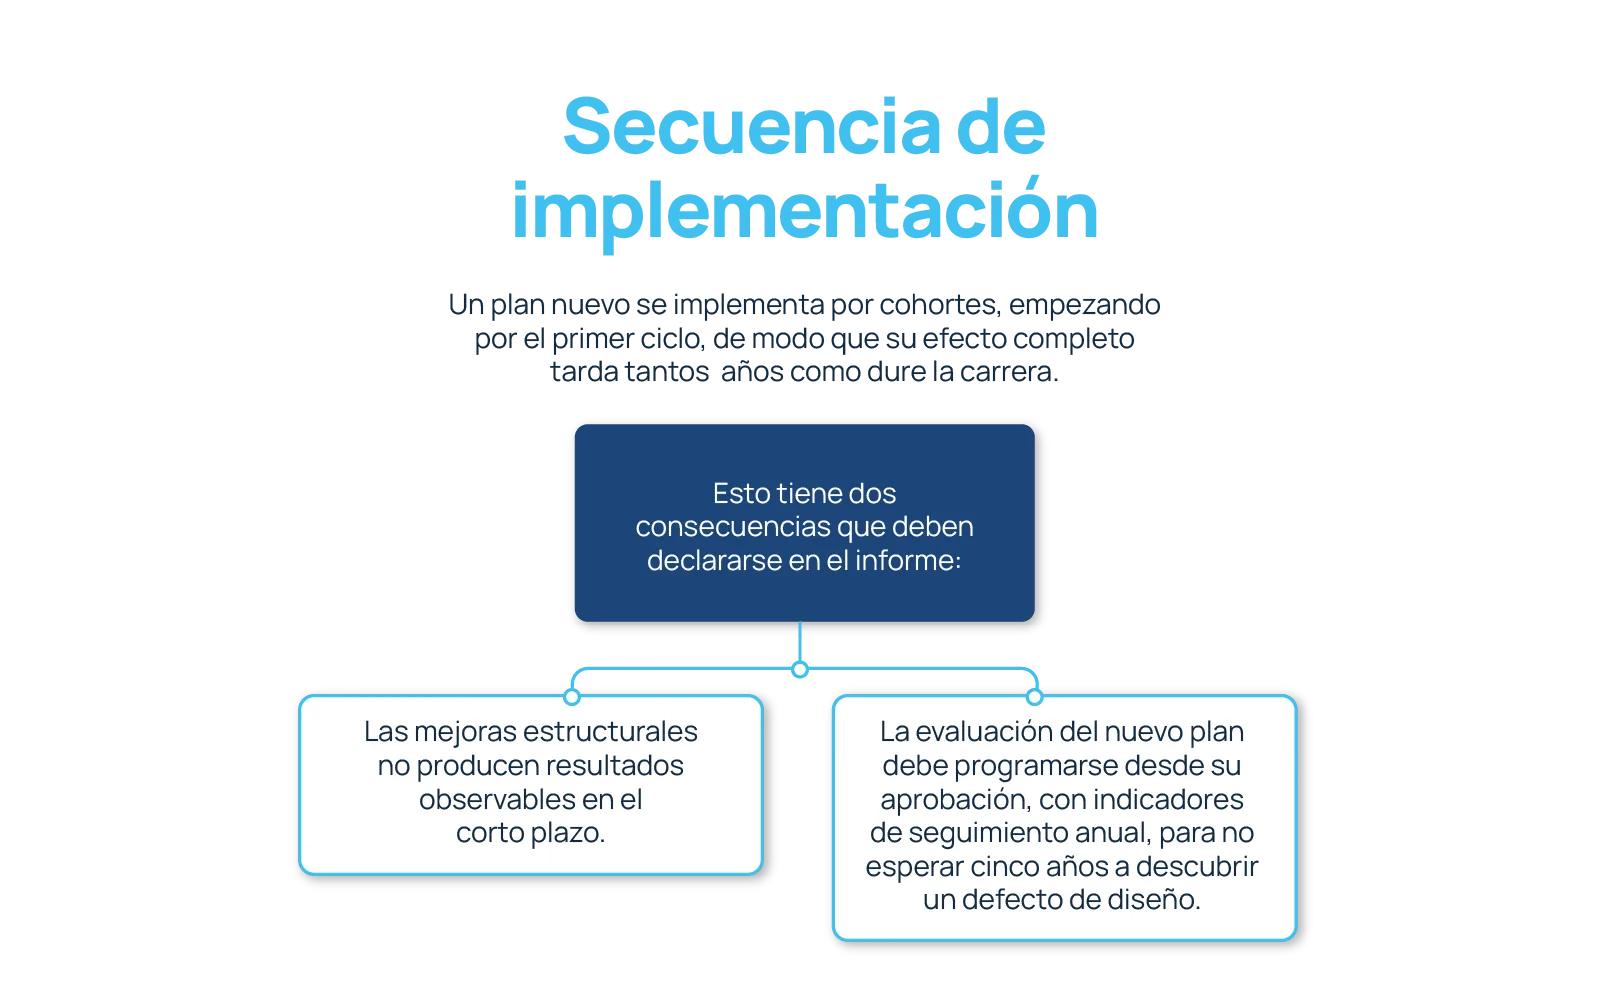 Secuencia de
implementación
Un plan nuevo se implementa por cohortes, empezando
por el primer ciclo, de modo que su efecto completo
tarda tantos  años como dure la carrera.
Esto tiene dos
consecuencias que deben
declararse en el informe:
Las mejoras estructurales
no producen resultados
observables en el
corto plazo.
La evaluación del nuevo plan
debe programarse desde su
aprobación, con indicadores
de seguimiento anual, para no
esperar cinco años a descubrir
un defecto de diseño.